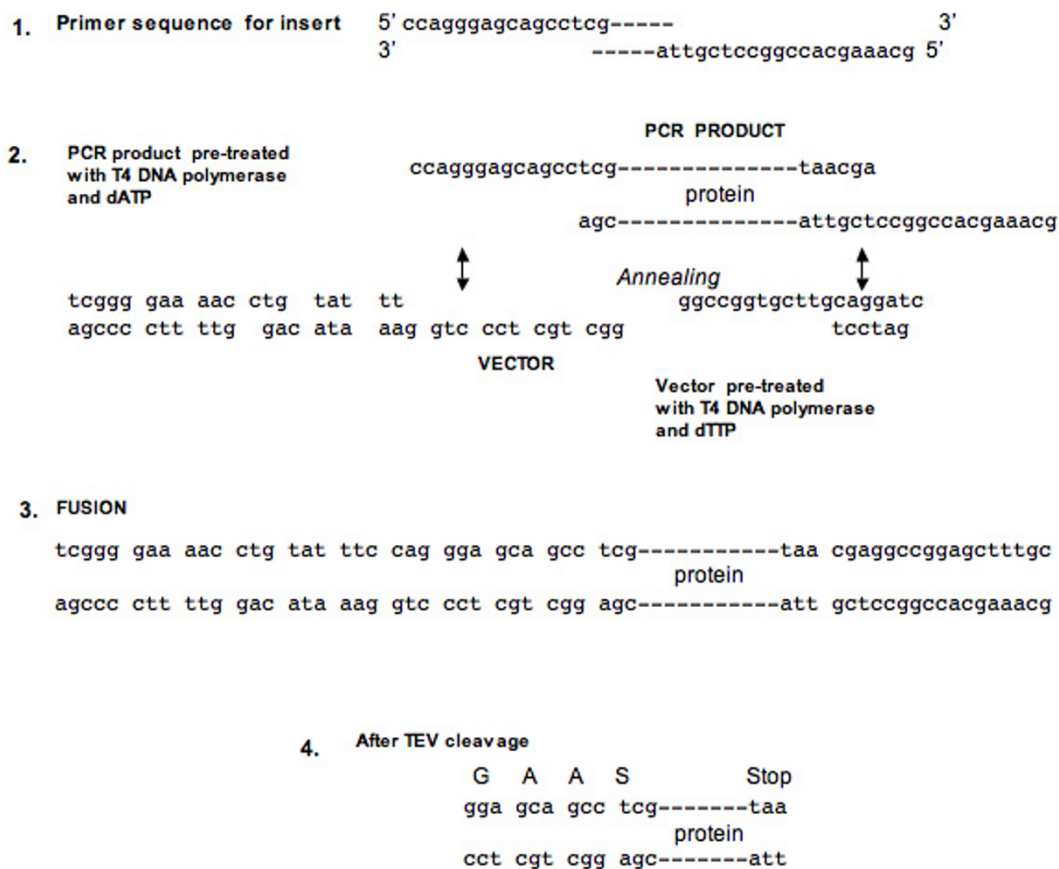 1. Primer sequence for insert 5' ccagggagcagcctcg----- 3'
3' -----attgctccggccacgaaacg 5'
PCR PRODUCT
2. PCR product pre-treated
with T4 DNA polymerase
and dATP
ccagggagcagcctcg--------------taacga
protein
agc--------------attgctccggccacgaaacg
Annealing
tcggg gaa aac ctg tat tt ggccggtgcttgcaggatc
agccc ctt ttg gac ata aag gtc cct cgt cgg tcctag
VECTOR
Vector pre-treated
with T4 DNA polymerase
and dTTP
3. FUSION
tcggg gaa aac ctg tat ttc cag gga gca gcc tcg-----------taa cgaggccggagctttgc
protein
agccc ctt ttg gac ata aag gtc cct cgt cgg agc-----------att gctccggccacgaaacg
4. After TEV cleavage
G A A S Stop
gga gca gcc tcg-------taa
protein
cct cgt cgg agc-------att